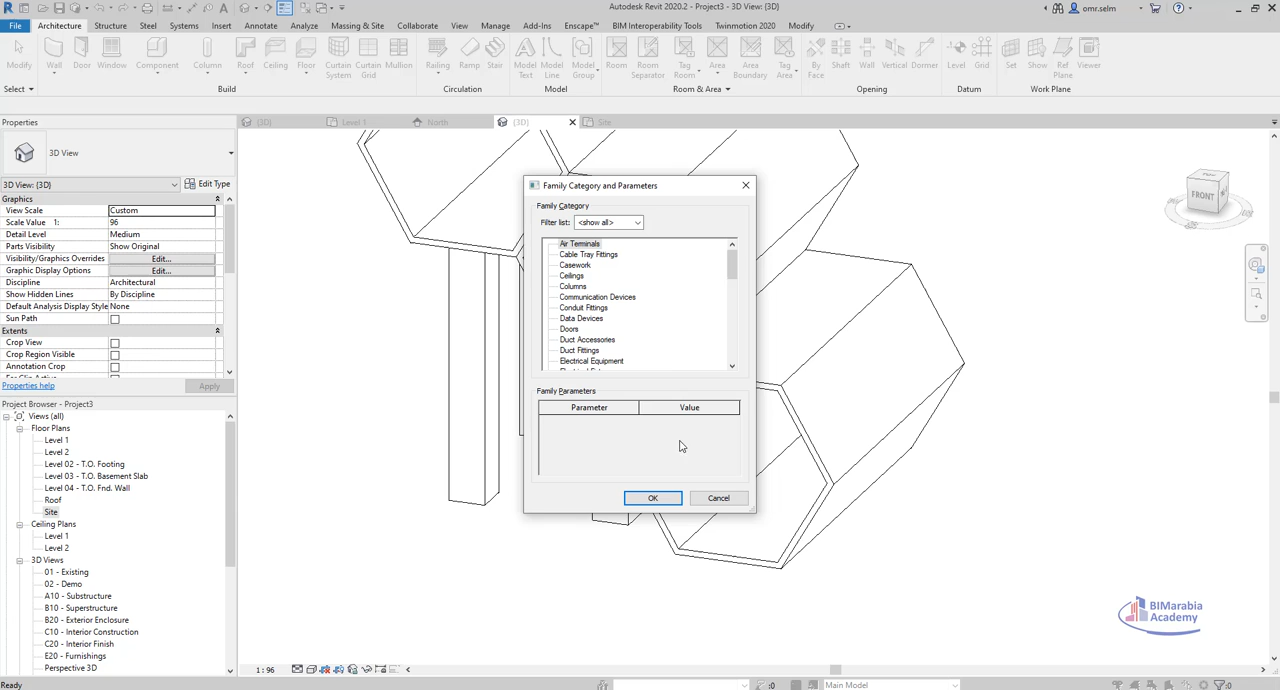 Autodesk Revit 2020.2 - Project3 - 3D View: {3D}
omr.selm
File Architecture Structure Steel Systems Insert Annotate Analyze Massing & Site Collaborate View Manage Add-Ins Enscape™ BIM Interoperability Tools Twinmotion 2020 Modify
Modify Wall Door Window Component Column Roof Ceiling Floor Curtain System Curtain Grid Mullion Railing Ramp Stair Model Text Model Line Model Group Room Room Separator Tag Room Area Area Boundary Tag Area By Face Shaft Wall Vertical Dormer Level Grid Set Show Ref Plane Viewer
Select Build Circulation Model Room & Area Opening Datum Work Plane
Properties
{3D} Level 1 North {3D} Site
3D View
3D View: {3D} Edit Type
Graphics
View Scale Custom
Scale Value 1: 96
Detail Level Medium
Parts Visibility Show Original
Visibility/Graphics Overrides Edit...
Graphic Display Options Edit...
Discipline Architectural
Show Hidden Lines By Discipline
Default Analysis Display Style None
Sun Path
Extents
Crop View
Crop Region Visible
Annotation Crop
Properties help Apply
Project Browser - Project3
Views (all)
Floor Plans
Level 1
Level 2
Level 02 - T.O. Footing
Level 03 - T.O. Basement Slab
Level 04 - T.O. Fnd. Wall
Roof
Site
Ceiling Plans
Level 1
Level 2
3D Views
01 - Existing
02 - Demo
A10 - Substructure
B10 - Superstructure
B20 - Exterior Enclosure
C10 - Interior Construction
C20 - Interior Finish
E20 - Furnishings
Perspective 3D
Family Category and Parameters
Family Category
Filter list: <show all>
Air Terminals
Cable Tray Fittings
Casework
Ceilings
Columns
Communication Devices
Conduit Fittings
Data Devices
Doors
Duct Accessories
Duct Fittings
Electrical Equipment
Family Parameters
Parameter Value
OK Cancel
FRONT
BIMarabia
Academy
1 : 96
Ready :0 Main Model :0